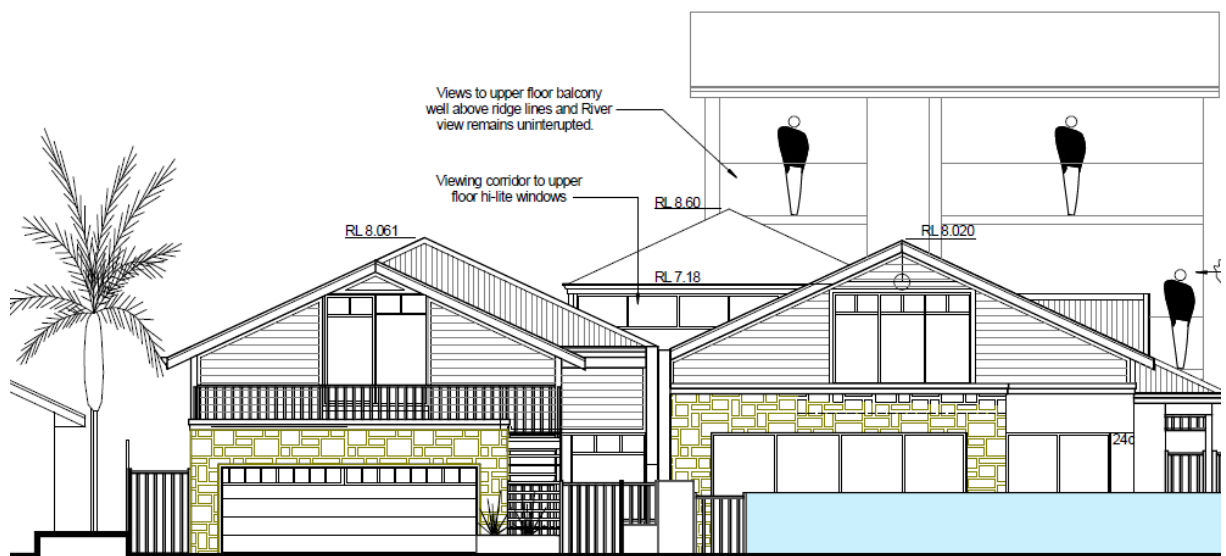 Views to upper floor balcony
well above ridge lines and River
view remains uninterupted.
Viewing corridor to upper
floor hi-lite windows
RL 8.60
RL 8.061
RL 8.020
RL 7.18
24c